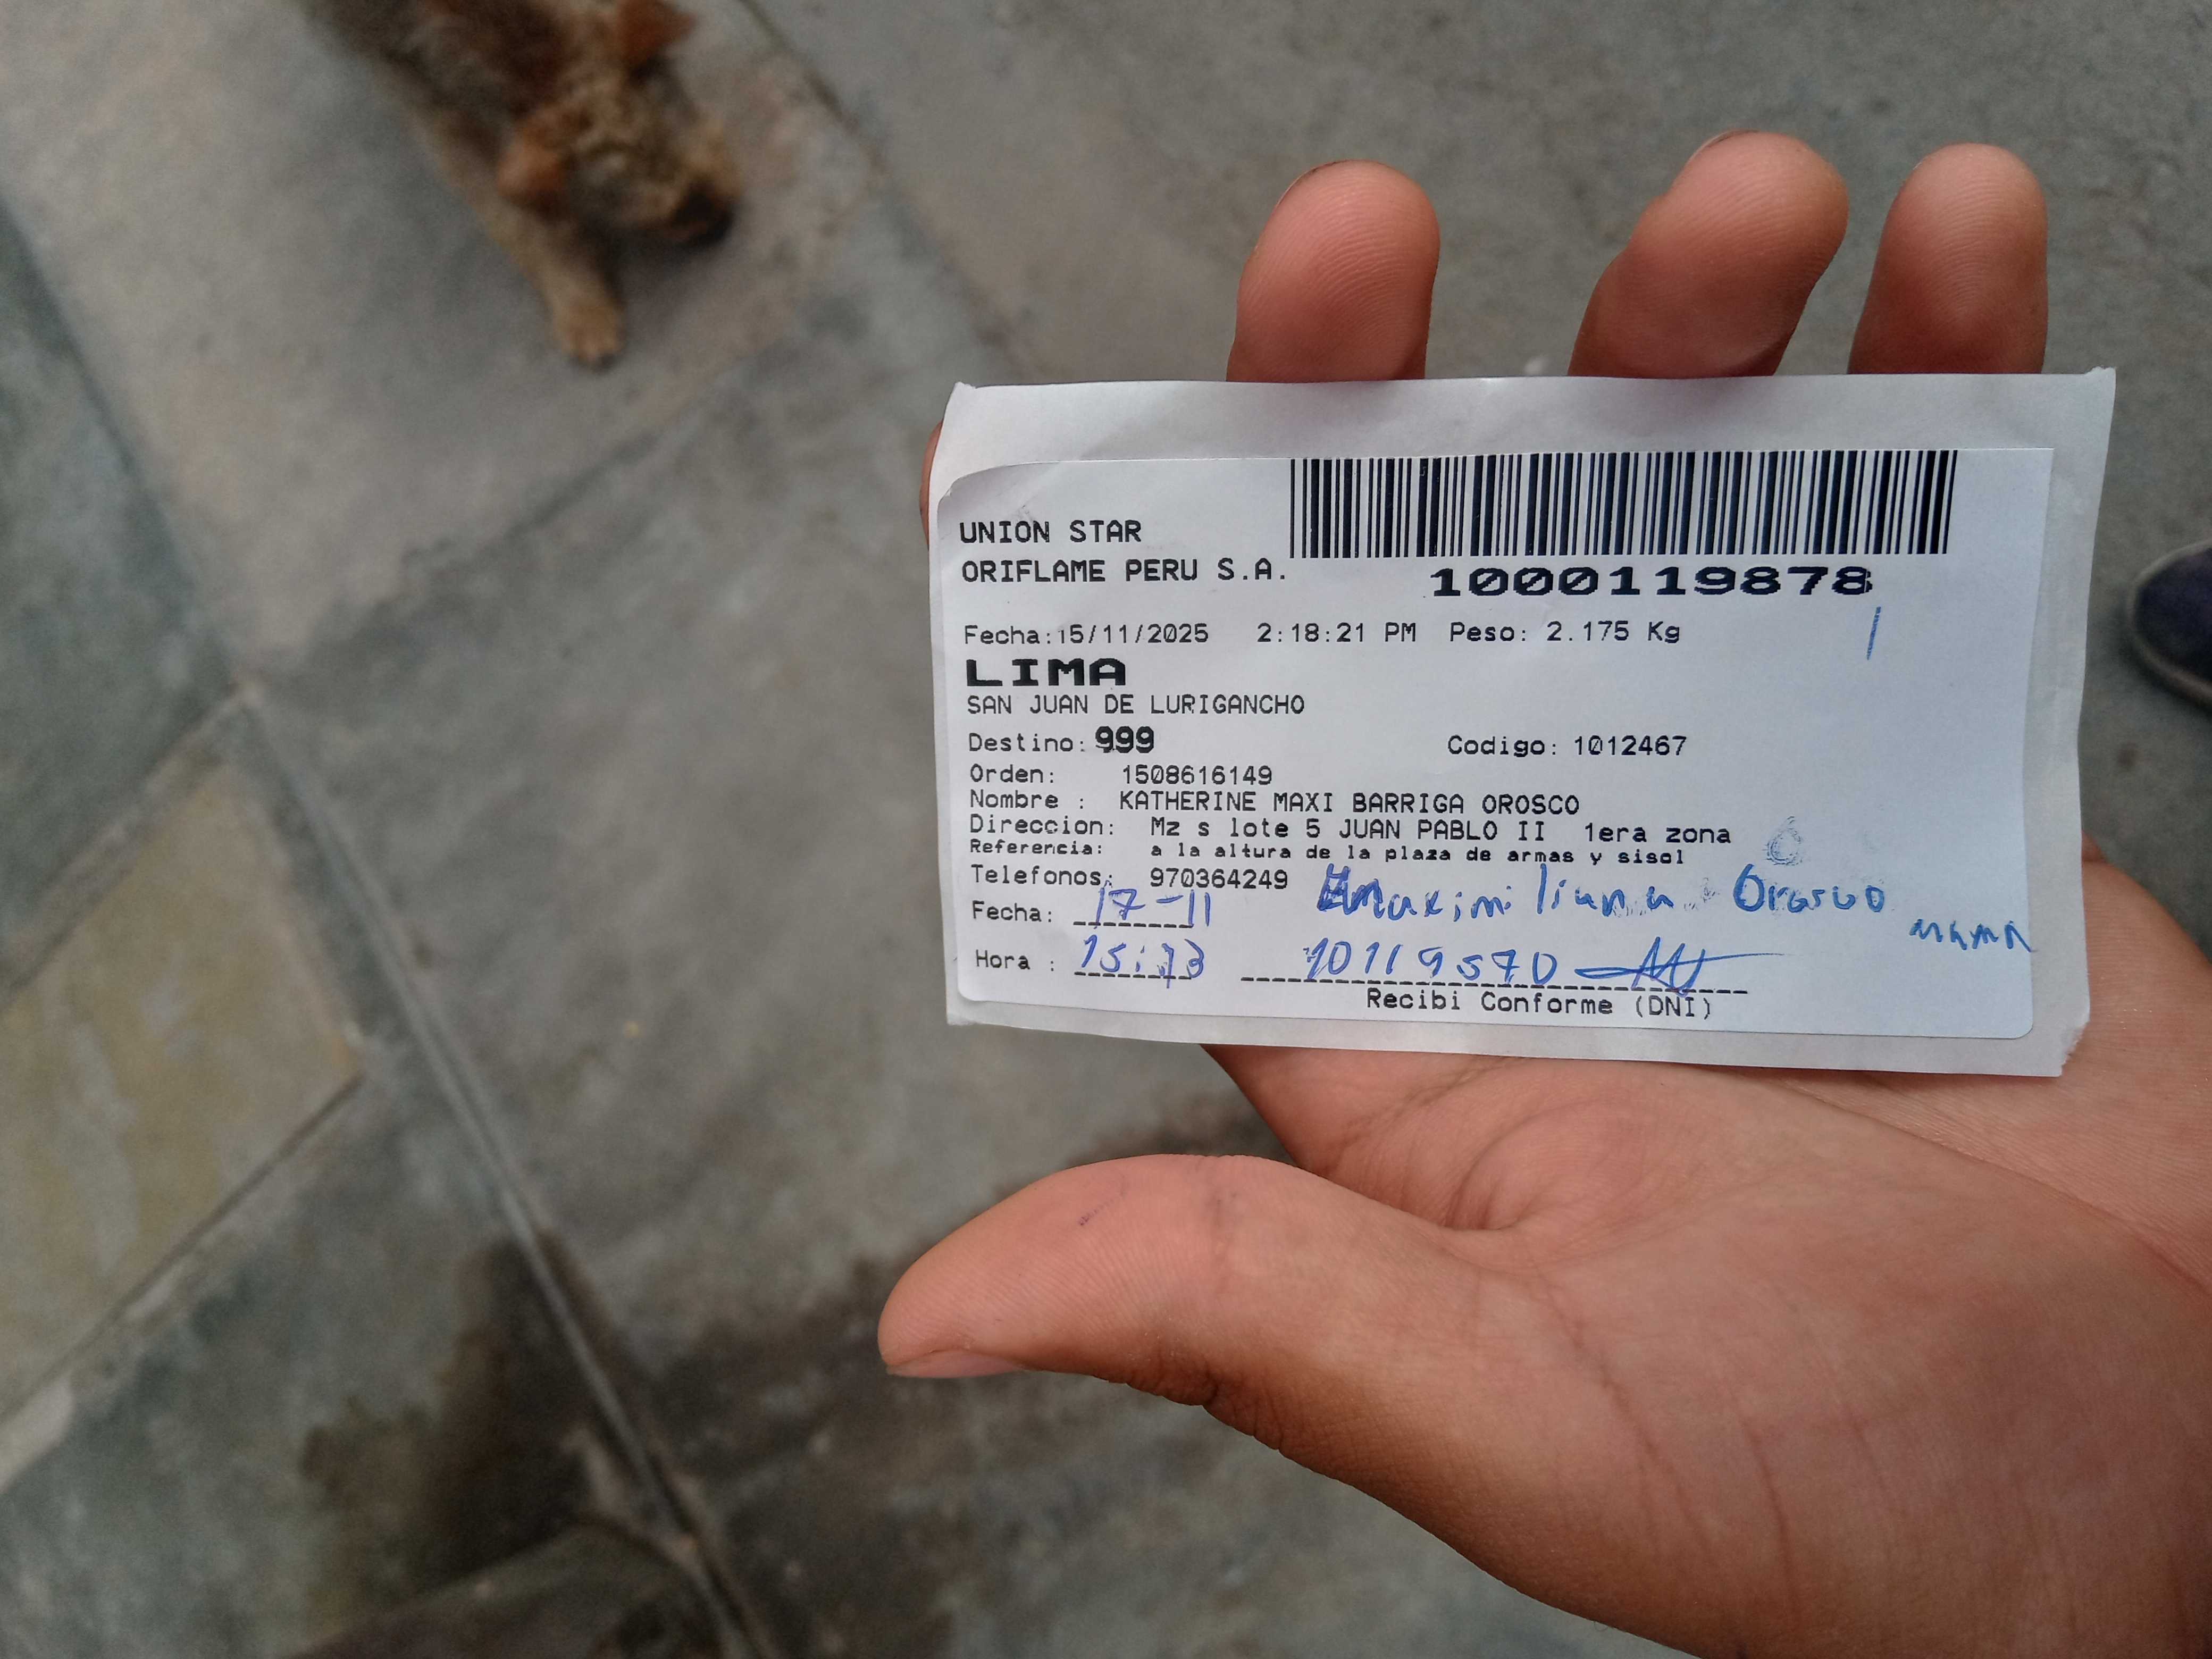 UNION STAR
ORIFLAME PERU S.A.
1000119878
Fecha:15/11/2025 2:18:21 PM Peso: 2.175 Kg
LIMA
SAN JUAN DE LURIGANCHO
Destino: 999 Codigo: 1012467
Orden: 1508616149
Nombre : KATHERINE MAXI BARRIGA OROSCO
Direccion: Mz s lote 5 JUAN PABLO II 1era zona
Referencia: a la altura de la plaza de armas y sisol
Telefonos: 970364249
Maximiliana Orosco mama
Fecha: 17-11
Hora : 10119570
Recibi Conforme (DNI)